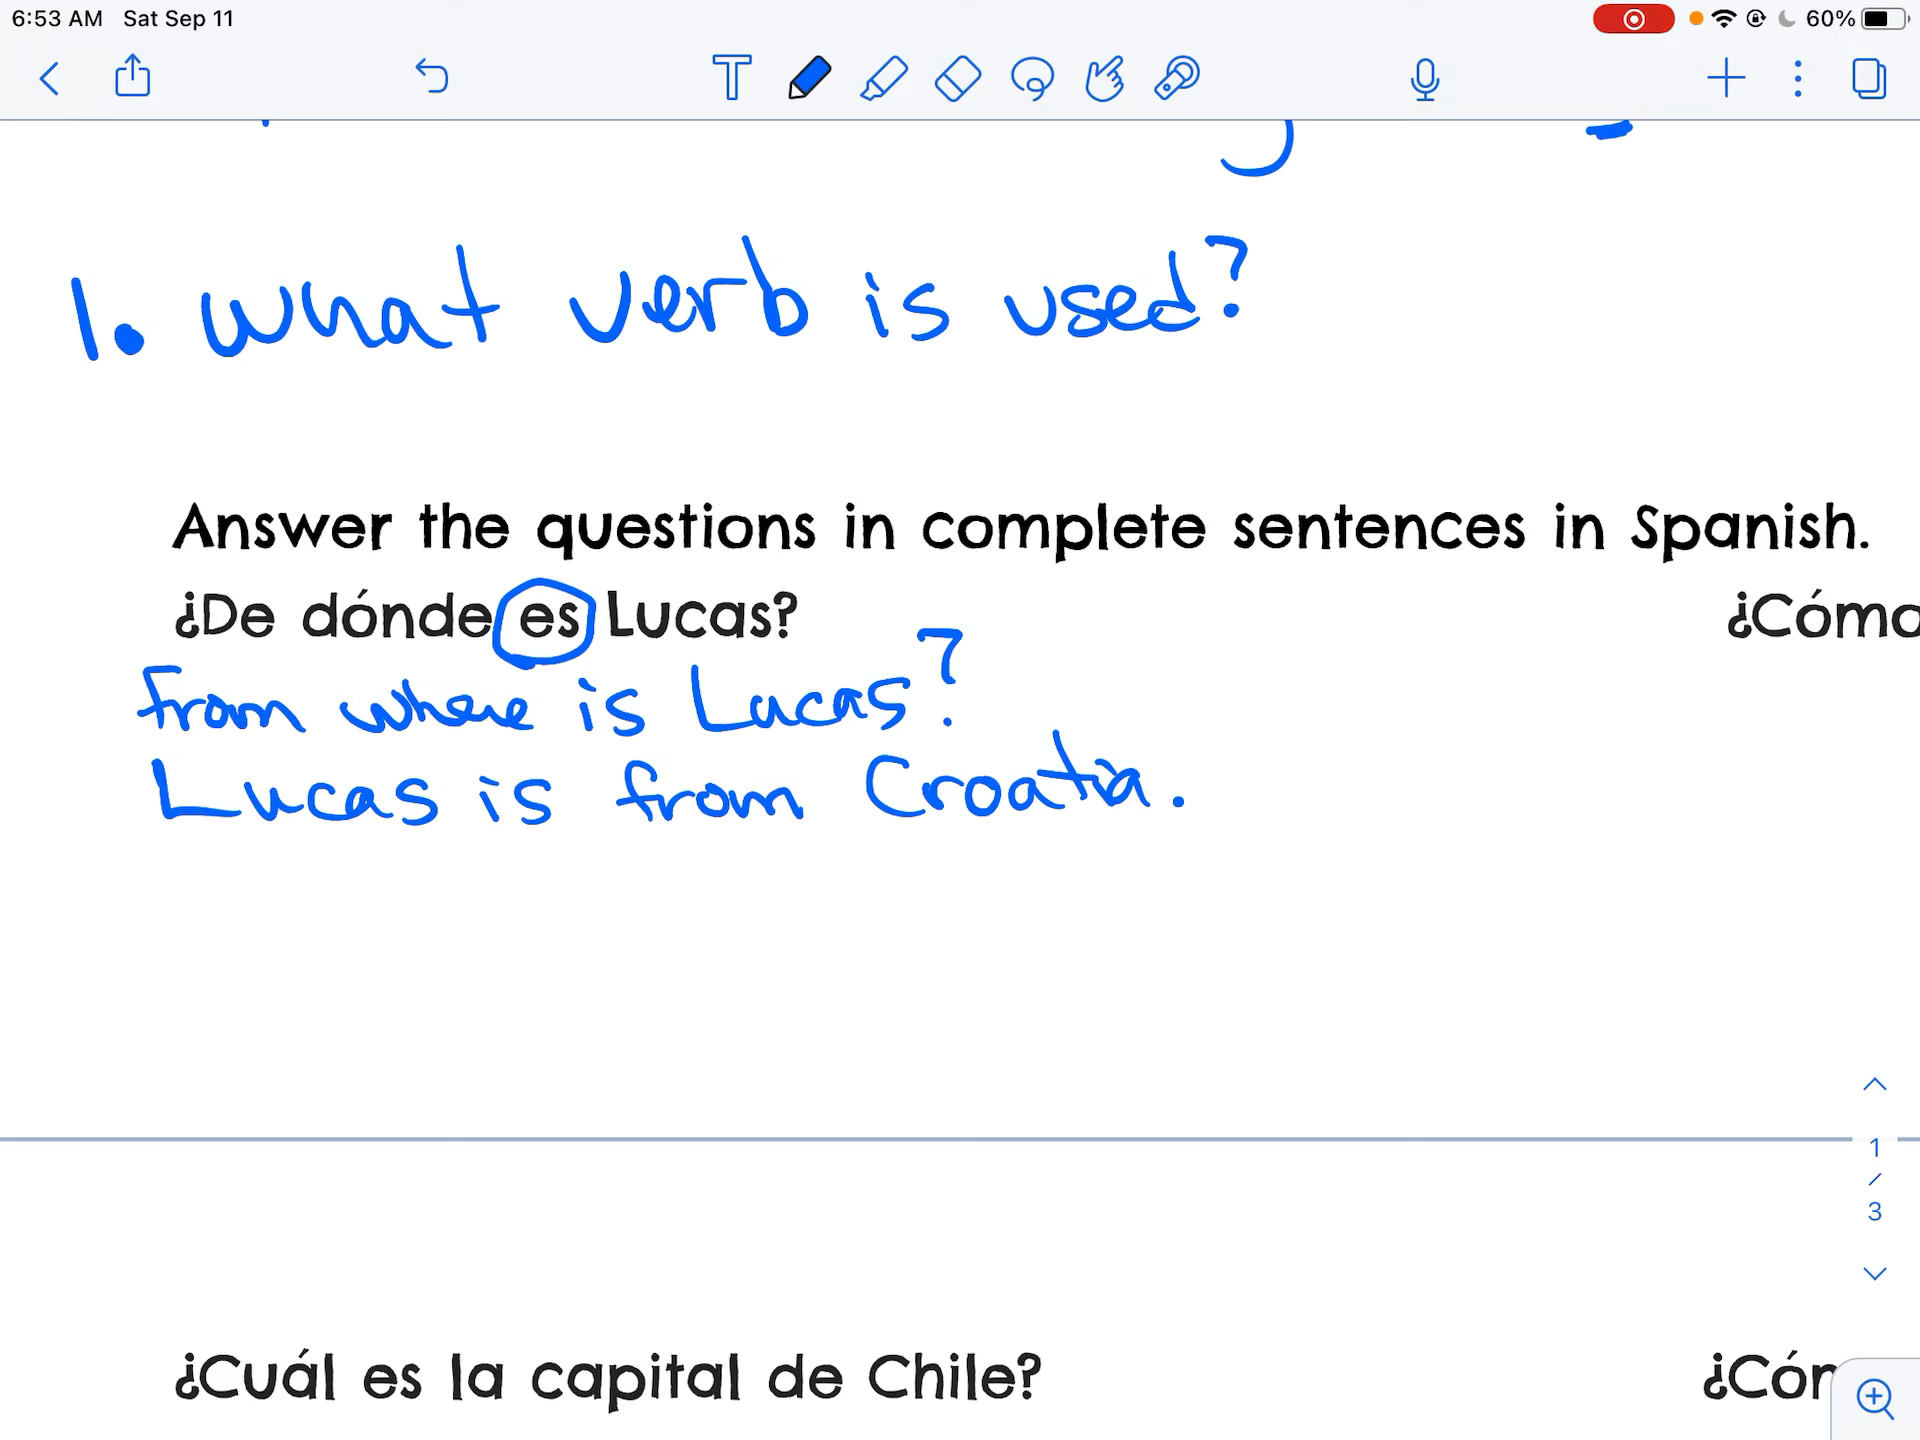 6:53 AM Sat Sep 11 60%
1. What verb is used?
Answer the questions in complete sentences in Spanish.
¿De dónde es Lucas? ¿Cómo
From where is Lucas?
Lucas is from Croatia.
1
/
3
¿Cuál es la capital de Chile? ¿Cóm